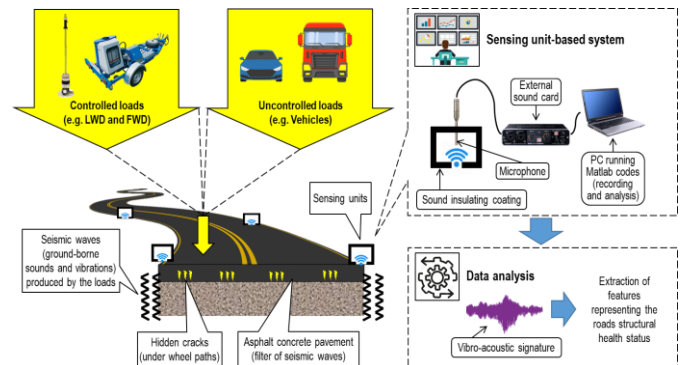 Controlled loads
(e.g. LWD and FWD)
Uncontrolled loads
(e.g. Vehicles)
Sensing units
Seismic waves
(ground-borne
sounds and vibrations)
produced by the loads
Hidden cracks
(under wheel paths)
Asphalt concrete pavement
(filter of seismic waves)
Sensing unit-based system
External
sound card
Microphone
Sound insulating coating
PC running
Matlab codes
(recording
and analysis)
Data analysis
Vibro-acoustic signature
Extraction of
features
representing the
roads structural
health status